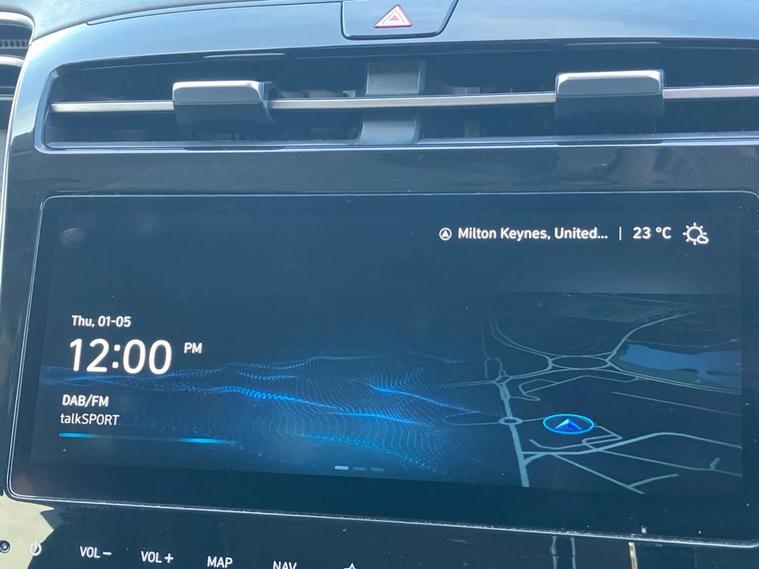 Milton Keynes, United... | 23 °C
Thu, 01-05
12:00 PM
DAB/FM
talkSPORT
VOL− VOL+ MAP NAV